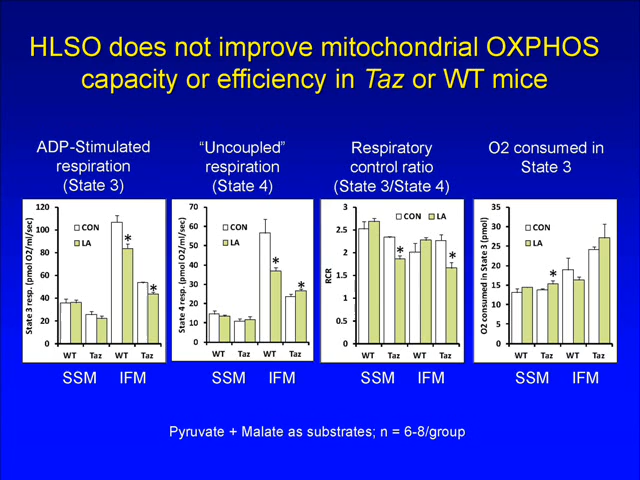 HLSO does not improve mitochondrial OXPHOS
capacity or efficiency in Taz or WT mice
ADP-Stimulated
respiration
(State 3)
“Uncoupled”
respiration
(State 4)
Respiratory
control ratio
(State 3/State 4)
O2 consumed in
State 3
State 3 resp. (pmol O2/ml/sec)
120
100
80
60
40
20
0
CON
LA
*
*
WT Taz WT Taz
SSM IFM
State 4 resp. (pmol O2/ml/sec)
70
60
50
40
30
20
10
0
CON
LA
*
*
WT Taz WT Taz
SSM IFM
RCR
3
2.5
2
1.5
1
0.5
0
CON LA
*
*
WT Taz WT Taz
SSM IFM
O2 consumed in State 3 (pmol)
35
30
25
20
15
10
5
0
CON
LA
*
WT Taz WT Taz
SSM IFM
Pyruvate + Malate as substrates; n = 6-8/group